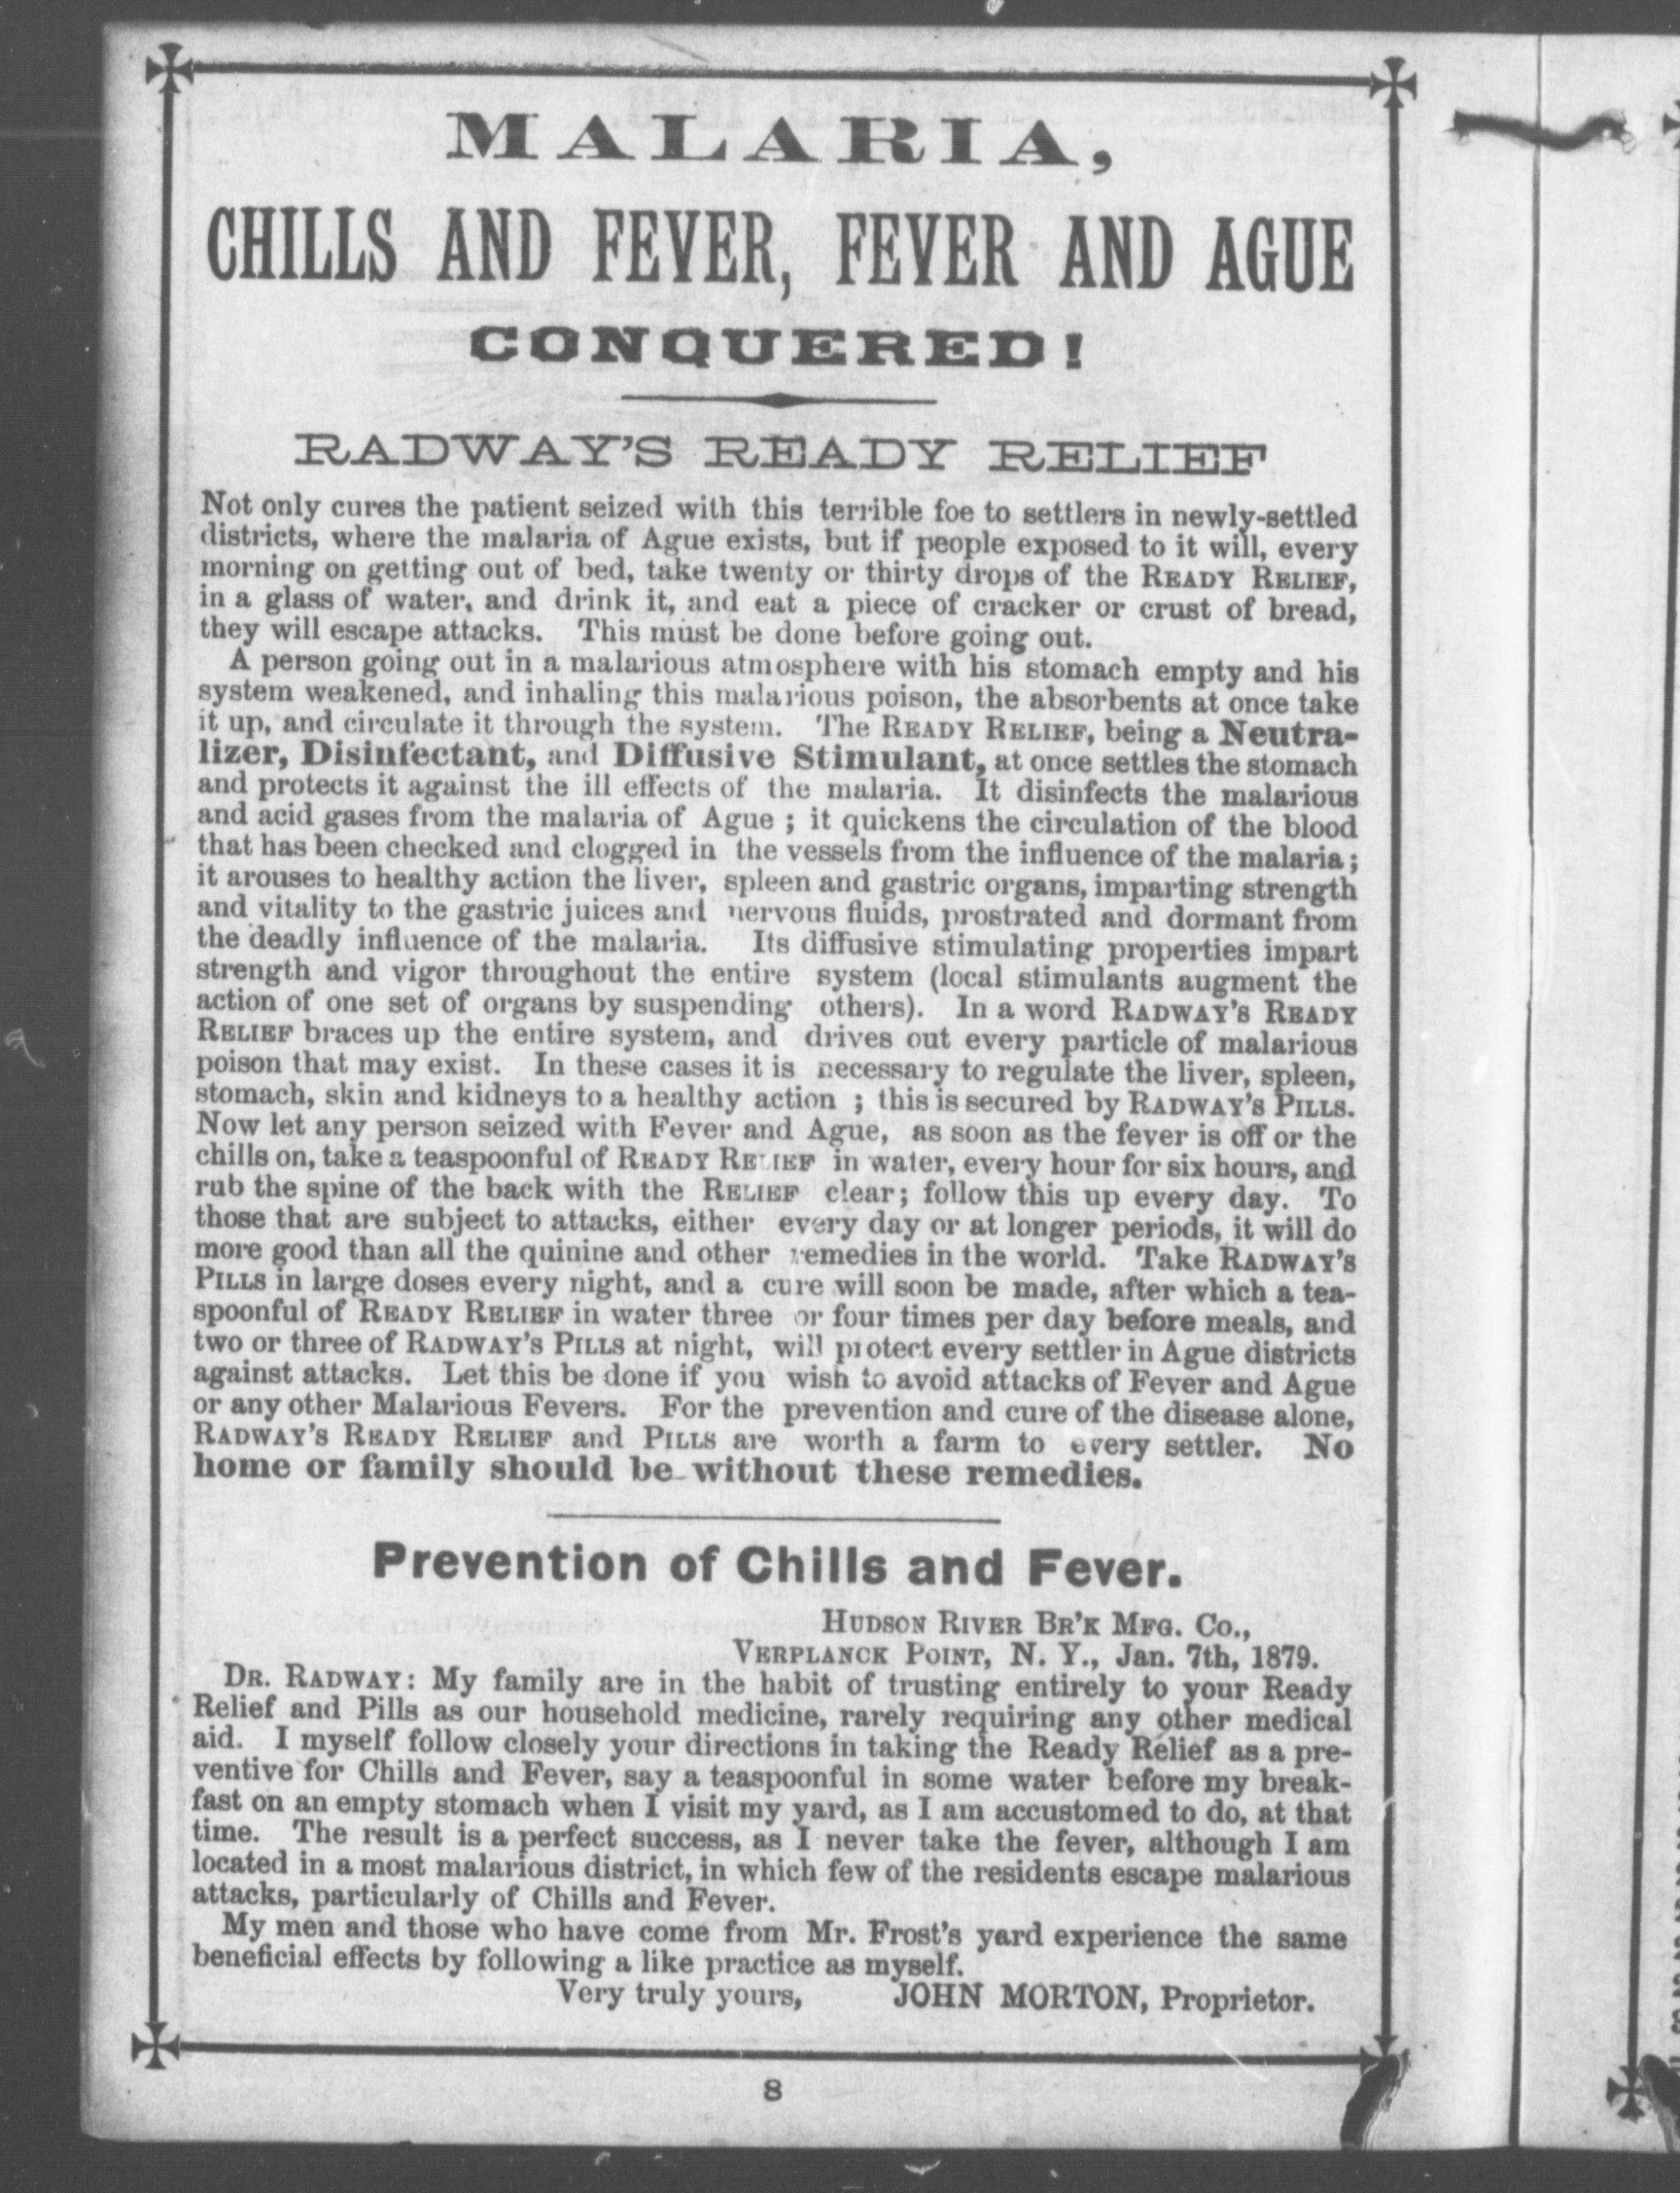 MALARIA,
CHILLS AND FEVER, FEVER AND AGUE
CONQUERED!
RADWAY'S READY RELIEF
Not only cures the patient seized with this terrible foe to settlers in newly-settled
districts, where the malaria of Ague exists, but if people exposed to it will, every
morning on getting out of bed, take twenty or thirty drops of the READY RELIEF,
in a glass of water, and drink it, and eat a piece of cracker or crust of bread,
they will escape attacks. This must be done before going out.
A person going out in a malarious atmosphere with his stomach empty and his
system weakened, and inhaling this malarious poison, the absorbents at once take
it up, and circulate it through the system. The READY RELIEF, being a Neutra-
lizer, Disinfectant, and Diffusive Stimulant, at once settles the stomach
and protects it against the ill effects of the malaria. It disinfects the malarious
and acid gases from the malaria of Ague ; it quickens the circulation of the blood
that has been checked and clogged in the vessels from the influence of the malaria ;
it arouses to healthy action the liver, spleen and gastric organs, imparting strength
and vitality to the gastric juices and nervous fluids, prostrated and dormant from
the deadly influence of the malaria. Its diffusive stimulating properties impart
strength and vigor throughout the entire system (local stimulants augment the
action of one set of organs by suspending others). In a word RADWAY'S READY
RELIEF braces up the entire system, and drives out every particle of malarious
poison that may exist. In these cases it is necessary to regulate the liver, spleen,
stomach, skin and kidneys to a healthy action ; this is secured by RADWAY'S PILLS.
Now let any person seized with Fever and Ague, as soon as the fever is off or the
chills on, take a teaspoonful of READY RELIEF in water, every hour for six hours, and
rub the spine of the back with the RELIEF clear; follow this up every day. To
those that are subject to attacks, either every day or at longer periods, it will do
more good than all the quinine and other remedies in the world. Take RADWAY'S
PILLS in large doses every night, and a cure will soon be made, after which a tea-
spoonful of READY RELIEF in water three or four times per day before meals, and
two or three of RADWAY'S PILLS at night, will protect every settler in Ague districts
against attacks. Let this be done if you wish to avoid attacks of Fever and Ague
or any other Malarious Fevers. For the prevention and cure of the disease alone,
RADWAY'S READY RELIEF and PILLS are worth a farm to every settler. No
home or family should be without these remedies.
Prevention of Chills and Fever.
HUDSON RIVER BR'K MFG. CO.,
VERPLANCK POINT, N. Y., Jan. 7th, 1879.
DR. RADWAY: My family are in the habit of trusting entirely to your Ready
Relief and Pills as our household medicine, rarely requiring any other medical
aid. I myself follow closely your directions in taking the Ready Relief as a pre-
ventive for Chills and Fever, say a teaspoonful in some water before my break-
fast on an empty stomach when I visit my yard, as I am accustomed to do, at that
time. The result is a perfect success, as I never take the fever, although I am
located in a most malarious district, in which few of the residents escape malarious
attacks, particularly of Chills and Fever.
My men and those who have come from Mr. Frost's yard experience the same
beneficial effects by following a like practice as myself.
Very truly yours, JOHN MORTON, Proprietor.
8